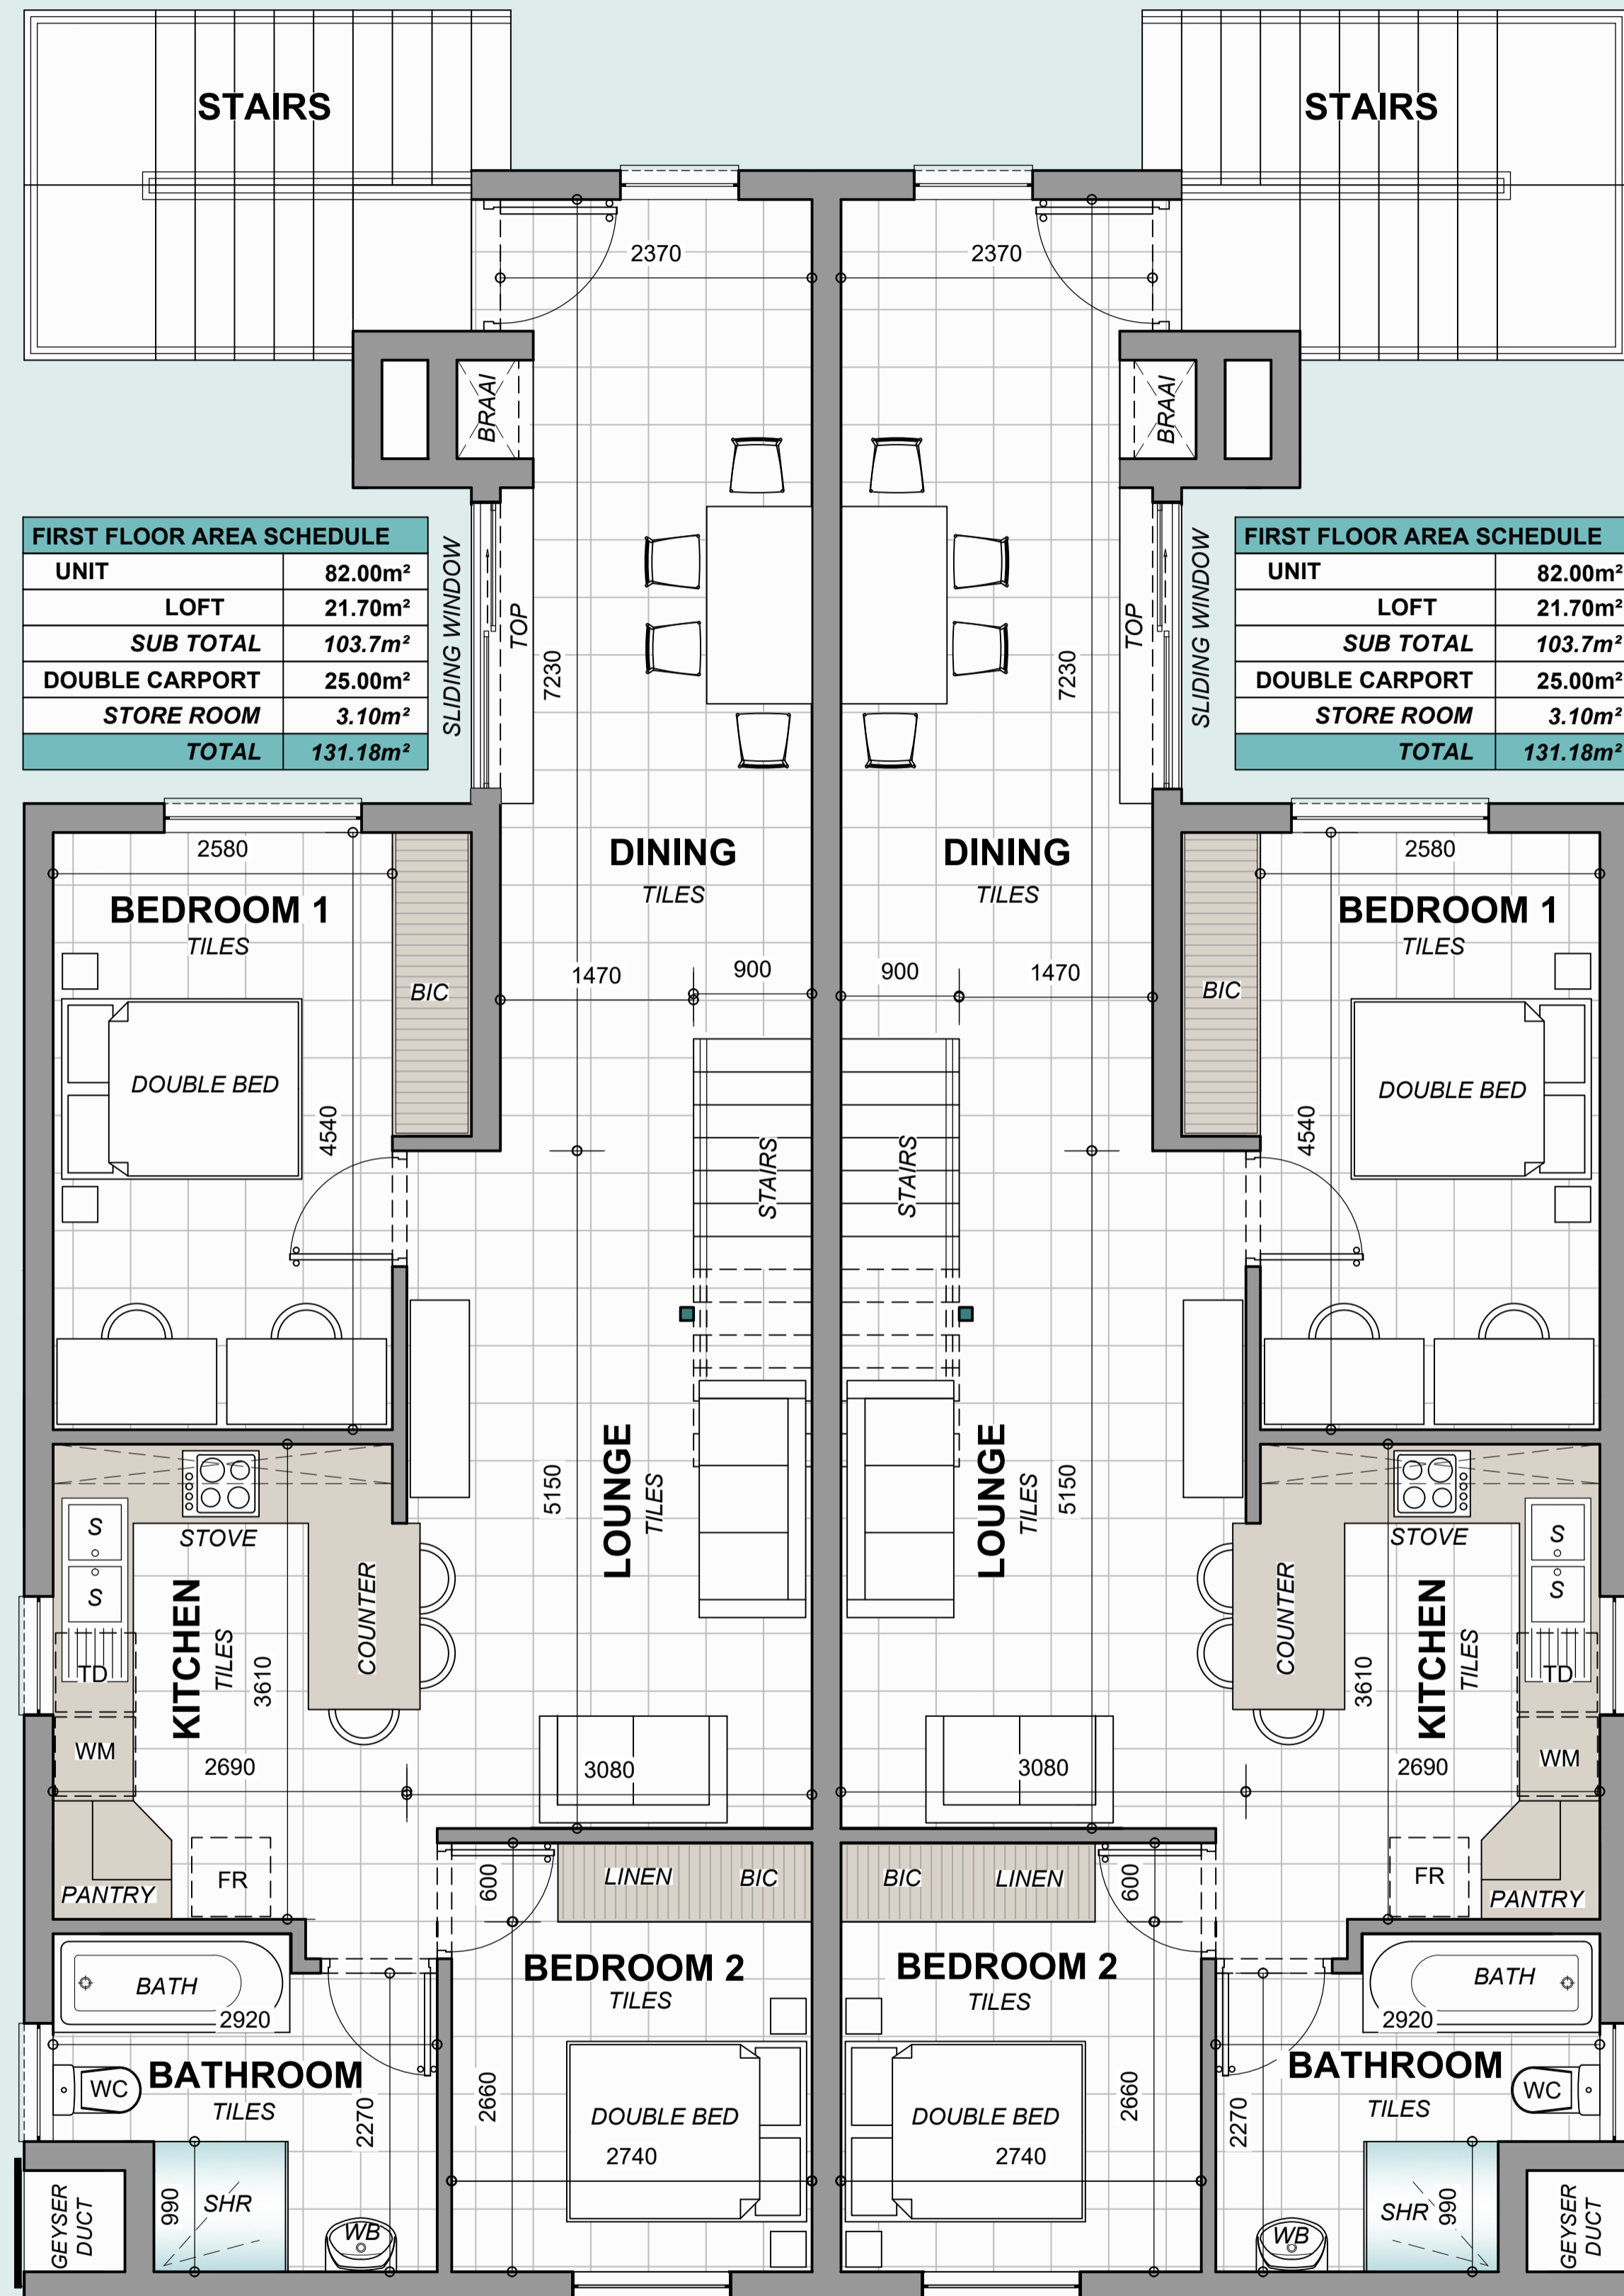 STAIRS
STAIRS
2370
2370
BRAAI
BRAAI
FIRST FLOOR AREA SCHEDULE
UNIT 82.00m²
LOFT 21.70m²
SUB TOTAL 103.7m²
DOUBLE CARPORT 25.00m²
STORE ROOM 3.10m²
TOTAL 131.18m²
SLIDING WINDOW
TOP
7230
7230
TOP
SLIDING WINDOW
FIRST FLOOR AREA SCHEDULE
UNIT 82.00m²
LOFT 21.70m²
SUB TOTAL 103.7m²
DOUBLE CARPORT 25.00m²
STORE ROOM 3.10m²
TOTAL 131.18m²
2580
BEDROOM 1
TILES
BIC
DOUBLE BED
4540
DINING
TILES
1470
900
STAIRS
DINING
TILES
900
1470
STAIRS
2580
BEDROOM 1
TILES
BIC
DOUBLE BED
4540
STOVE
S
S
TD
WM
KITCHEN
TILES
3610
COUNTER
2690
PANTRY
FR
5150
LOUNGE
TILES
3080
LOUNGE
TILES
5150
3080
STOVE
S
S
TD
WM
COUNTER
3610
KITCHEN
TILES
2690
FR
PANTRY
600
LINEN
BIC
BIC
LINEN
600
BATH
2920
BATHROOM
TILES
WC
2270
GEYSER
DUCT
990
SHR
WB
BEDROOM 2
TILES
2660
DOUBLE BED
2740
BEDROOM 2
TILES
DOUBLE BED
2660
2740
BATH
2920
BATHROOM
TILES
WC
2270
WB
SHR
990
GEYSER
DUCT